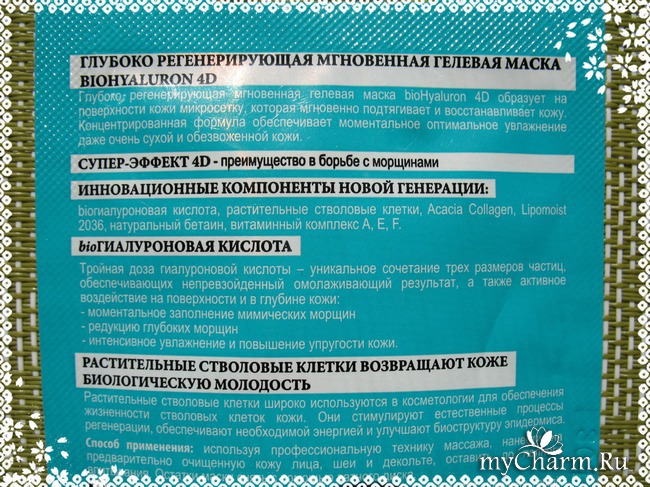 ГЛУБОКО РЕГЕНЕРИРУЮЩАЯ МГНОВЕННАЯ ГЕЛЕВАЯ МАСКА
BIOHYALURON 4D
Глубоко регенерирующая мгновенная гелевая маска bioHyaluron 4D образует на
поверхности кожи микросетку, которая мгновенно подтягивает и восстанавливает кожу.
Концентрированная формула обеспечивает моментальное оптимальное увлажнение
даже очень сухой и обезвоженной кожи.
СУПЕР-ЭФФЕКТ 4D - преимущество в борьбе с морщинами
ИННОВАЦИОННЫЕ КОМПОНЕНТЫ НОВОЙ ГЕНЕРАЦИИ:
bioгиалуроновая кислота, растительные стволовые клетки, Acacia Collagen, Lipomoist
2036, натуральный бетаин, витаминный комплекс A, E, F.
bioГИАЛУРОНОВАЯ КИСЛОТА
Тройная доза гиалуроновой кислоты – уникальное сочетание трех размеров частиц,
обеспечивающих непревзойденный омолаживающий результат, а также активное
воздействие на поверхности и в глубине кожи:
- моментальное заполнение мимических морщин
- редукцию глубоких морщин
- интенсивное увлажнение и повышение упругости кожи.
РАСТИТЕЛЬНЫЕ СТВОЛОВЫЕ КЛЕТКИ ВОЗВРАЩАЮТ КОЖЕ
БИОЛОГИЧЕСКУЮ МОЛОДОСТЬ
Растительные стволовые клетки широко используются в косметологии для обеспечения
жизненности стволовых клеток кожи. Они стимулируют естественные процессы
регенерации, обеспечивают необходимой энергией и улучшают биоструктуру эпидермиса.
Способ применения: используя профессиональную технику массажа,
предварительно очищенную кожу лица, шеи и декольте,
myCharm.Ru